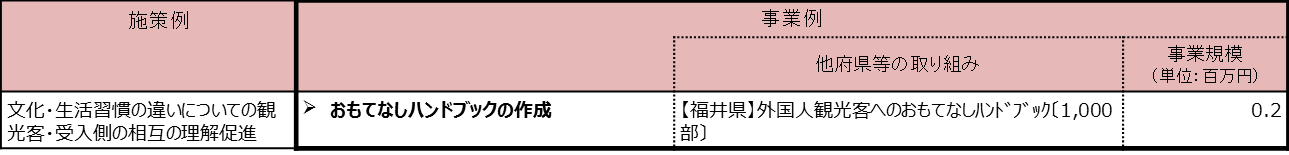 施策例
事業例
他府県等の取り組み
事業規模
（単位：百万円）
文化・生活習慣の違いについての観
光客・受入側の相互の理解促進
➢ おもてなしハンドブックの作成
【福井県】外国人観光客へのおもてなしﾊﾝﾄﾞﾌﾞｯｸ〔1,000
部〕
0.2